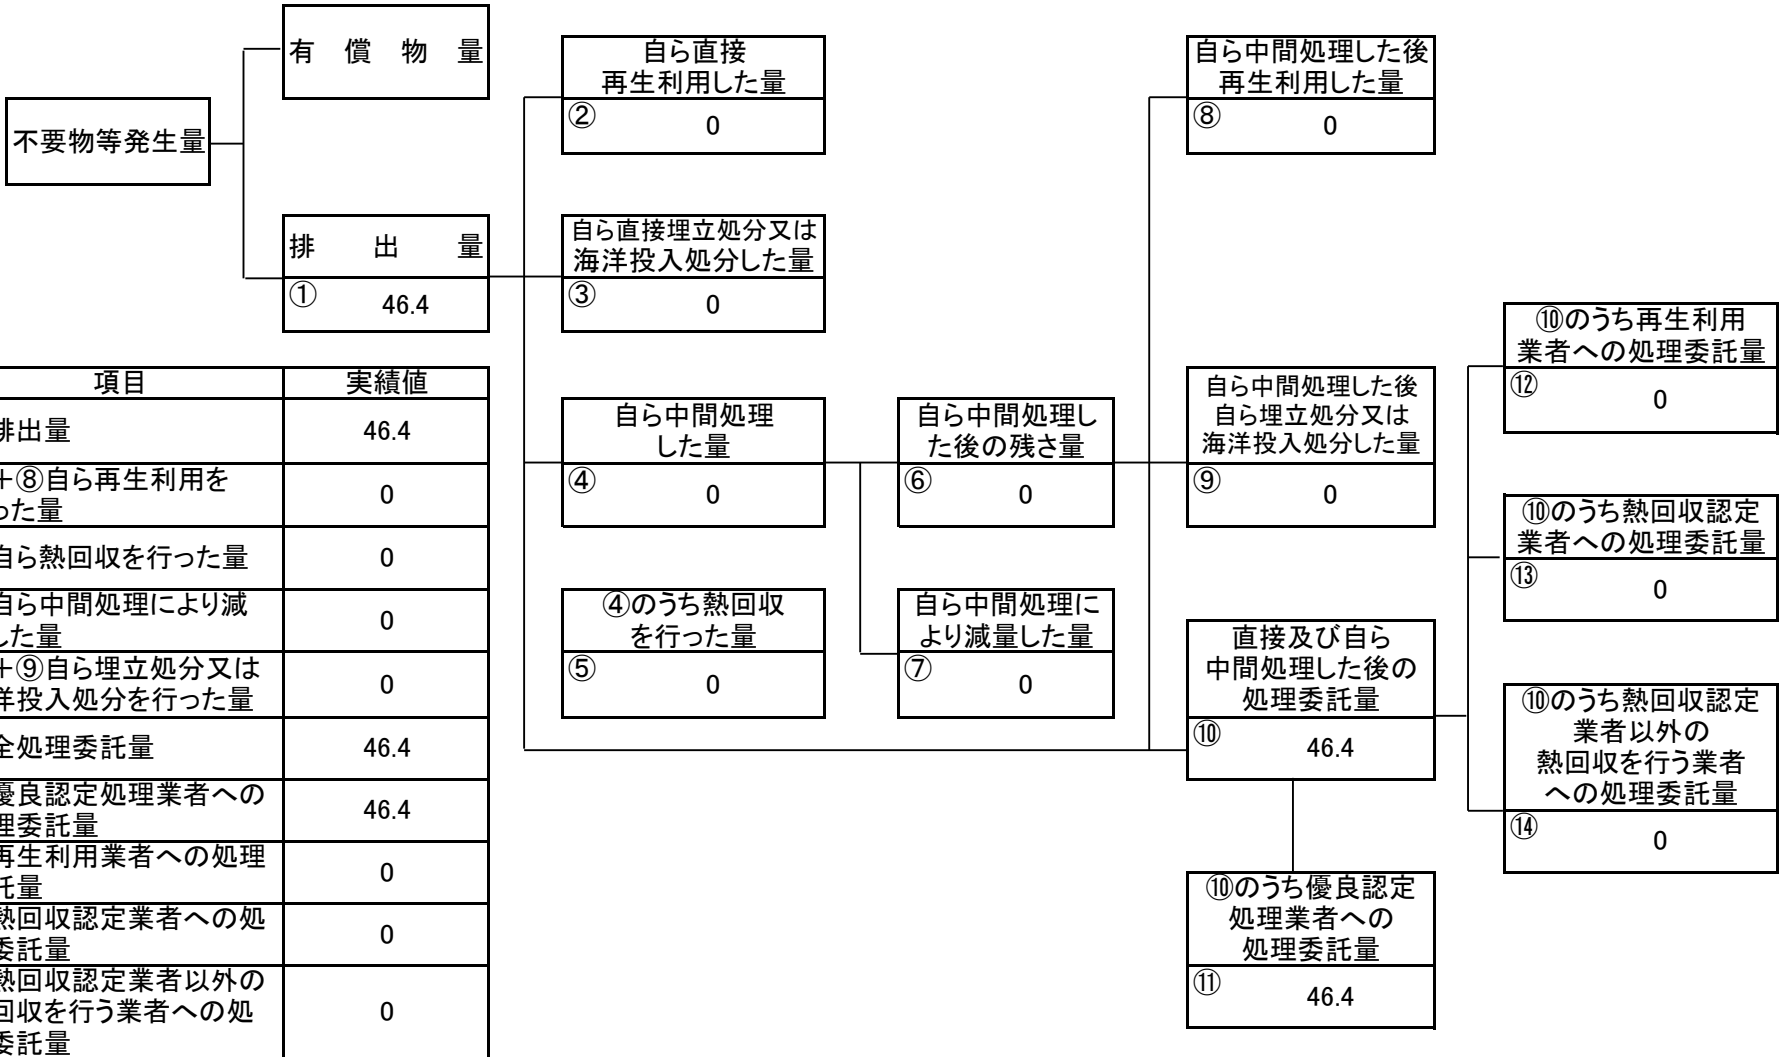 有償物量
不要物等発生量
排出量
① 46.4
自ら直接
再生利用した量
② 0
自ら直接埋立処分又は
海洋投入処分した量
③ 0
自ら中間処理
した量
④ 0
④のうち熱回収
を行った量
⑤ 0
自ら中間処理し
た後の残さ量
⑥ 0
自ら中間処理に
より減量した量
⑦ 0
自ら中間処理した後
再生利用した量
⑧ 0
自ら中間処理した後
自ら埋立処分又は
海洋投入処分した量
⑨ 0
直接及び自ら
中間処理した後の
処理委託量
⑩ 46.4
⑩のうち優良認定
処理業者への
処理委託量
⑪ 46.4
⑩のうち再生利用
業者への処理委託量
⑫ 0
⑩のうち熱回収認定
業者への処理委託量
⑬ 0
⑩のうち熱回収認定
業者以外の
熱回収を行う業者
への処理委託量
⑭ 0
項目 実績値
排出量 46.4
+⑧自ら再生利用を
った量 0
自ら熱回収を行った量 0
自ら中間処理により減
した量 0
+⑨自ら埋立処分又は
洋投入処分を行った量 0
全処理委託量 46.4
優良認定処理業者への
理委託量 46.4
再生利用業者への処理
託量 0
熱回収認定業者への処
委託量 0
熱回収認定業者以外の
回収を行う業者への処
委託量 0